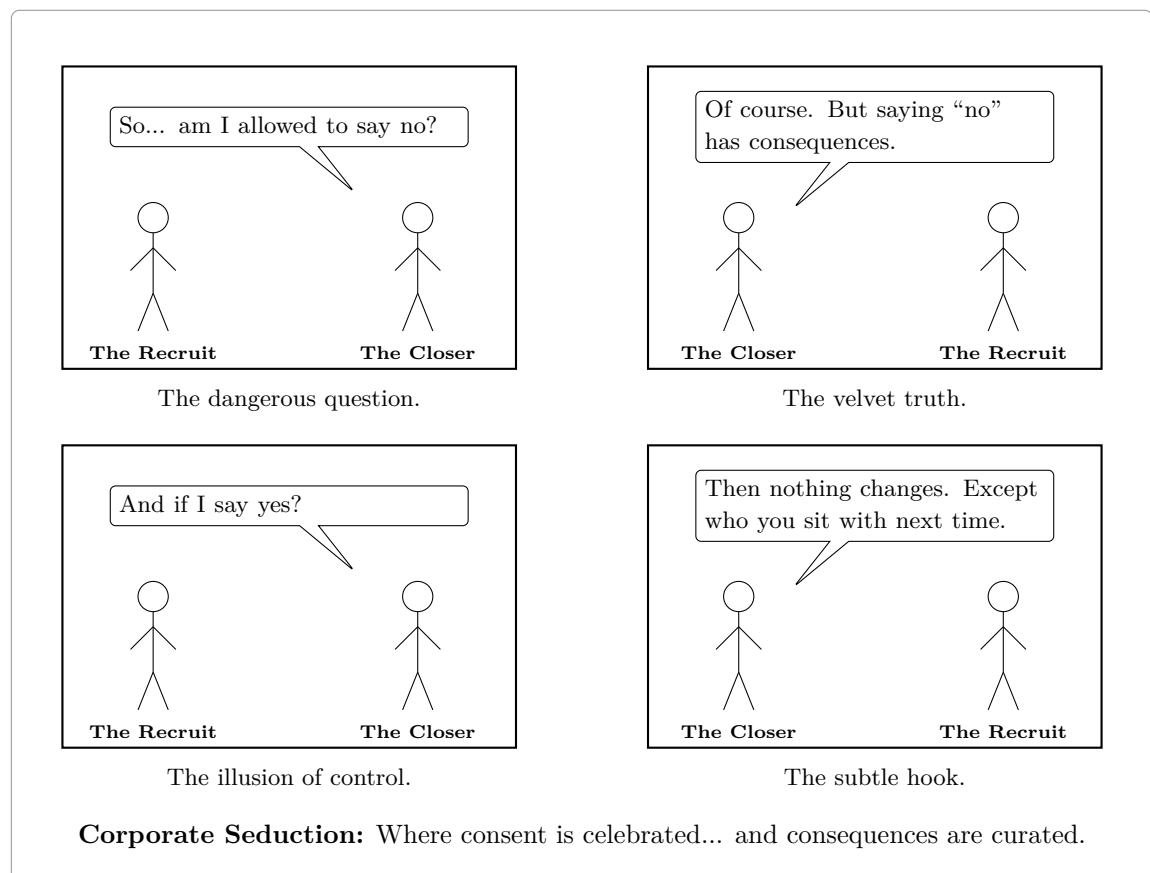 So... am I allowed to say no?
The Recruit
The Closer
The dangerous question.
Of course. But saying “no”
has consequences.
The Closer
The Recruit
The velvet truth.
And if I say yes?
The Recruit
The Closer
The illusion of control.
Then nothing changes. Except
who you sit with next time.
The Closer
The Recruit
The subtle hook.
Corporate Seduction: Where consent is celebrated... and consequences are curated.